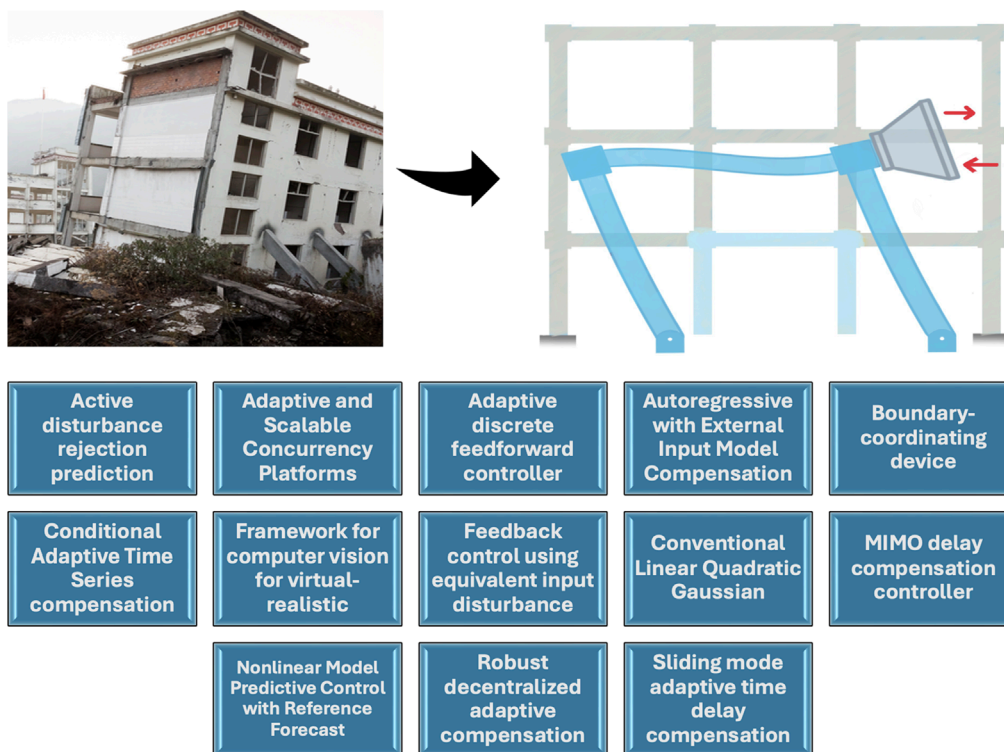 Active
disturbance
rejection
prediction
Adaptive and
Scalable
Concurrency
Platforms
Adaptive
discrete
feedforward
controller
Autoregressive
with External
Input Model
Compensation
Boundary-
coordinating
device
Conditional
Adaptive Time
Series
compensation
Framework for
computer vision
for virtual-
realistic
Feedback
control using
equivalent input
disturbance
Conventional
Linear Quadratic
Gaussian
MIMO delay
compensation
controller
Nonlinear Model
Predictive Control
with Reference
Forecast
Robust
decentralized
adaptive
compensation
Sliding mode
adaptive time
delay
compensation